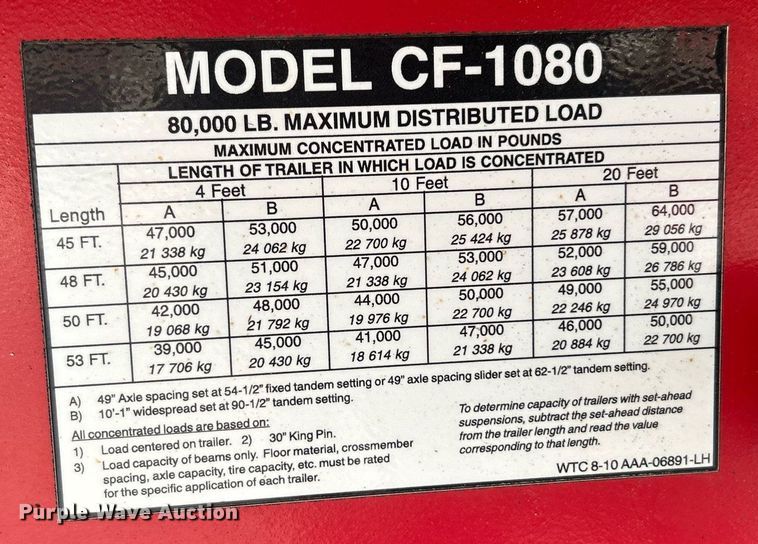 MODEL CF-1080
80,000 LB. MAXIMUM DISTRIBUTED LOAD
MAXIMUM CONCENTRATED LOAD IN POUNDS
LENGTH OF TRAILER IN WHICH LOAD IS CONCENTRATED
4 Feet 10 Feet 20 Feet
Length A B A B A B
45 FT. 47,000 53,000 50,000 56,000 57,000 64,000
21 338 kg 24 062 kg 22 700 kg 25 424 kg 25 878 kg 29 056 kg
48 FT. 45,000 51,000 47,000 53,000 52,000 59,000
20 430 kg 23 154 kg 21 338 kg 24 062 kg 23 608 kg 26 786 kg
50 FT. 42,000 48,000 44,000 50,000 49,000 55,000
19 068 kg 21 792 kg 19 976 kg 22 700 kg 22 246 kg 24 970 kg
53 FT. 39,000 45,000 41,000 47,000 46,000 50,000
17 706 kg 20 430 kg 18 614 kg 21 338 kg 20 884 kg 22 700 kg
A) 49" Axle spacing set at 54-1/2" fixed tandem setting or 49" axle spacing slider set at 62-1/2" tandem setting.
B) 10'-1" widespread set at 90-1/2" tandem setting.
All concentrated loads are based on:
1) Load centered on trailer. 2) 30" King Pin.
3) Load capacity of beams only. Floor material, crossmember
spacing, axle capacity, tire capacity, etc. must be rated
for the specific application of each trailer.
To determine capacity of trailers with set-ahead
suspensions, subtract the set-ahead distance
from the trailer length and read the value
corresponding to that length.
WTC 8-10 AAA-06891-LH
Purple Wave Auction